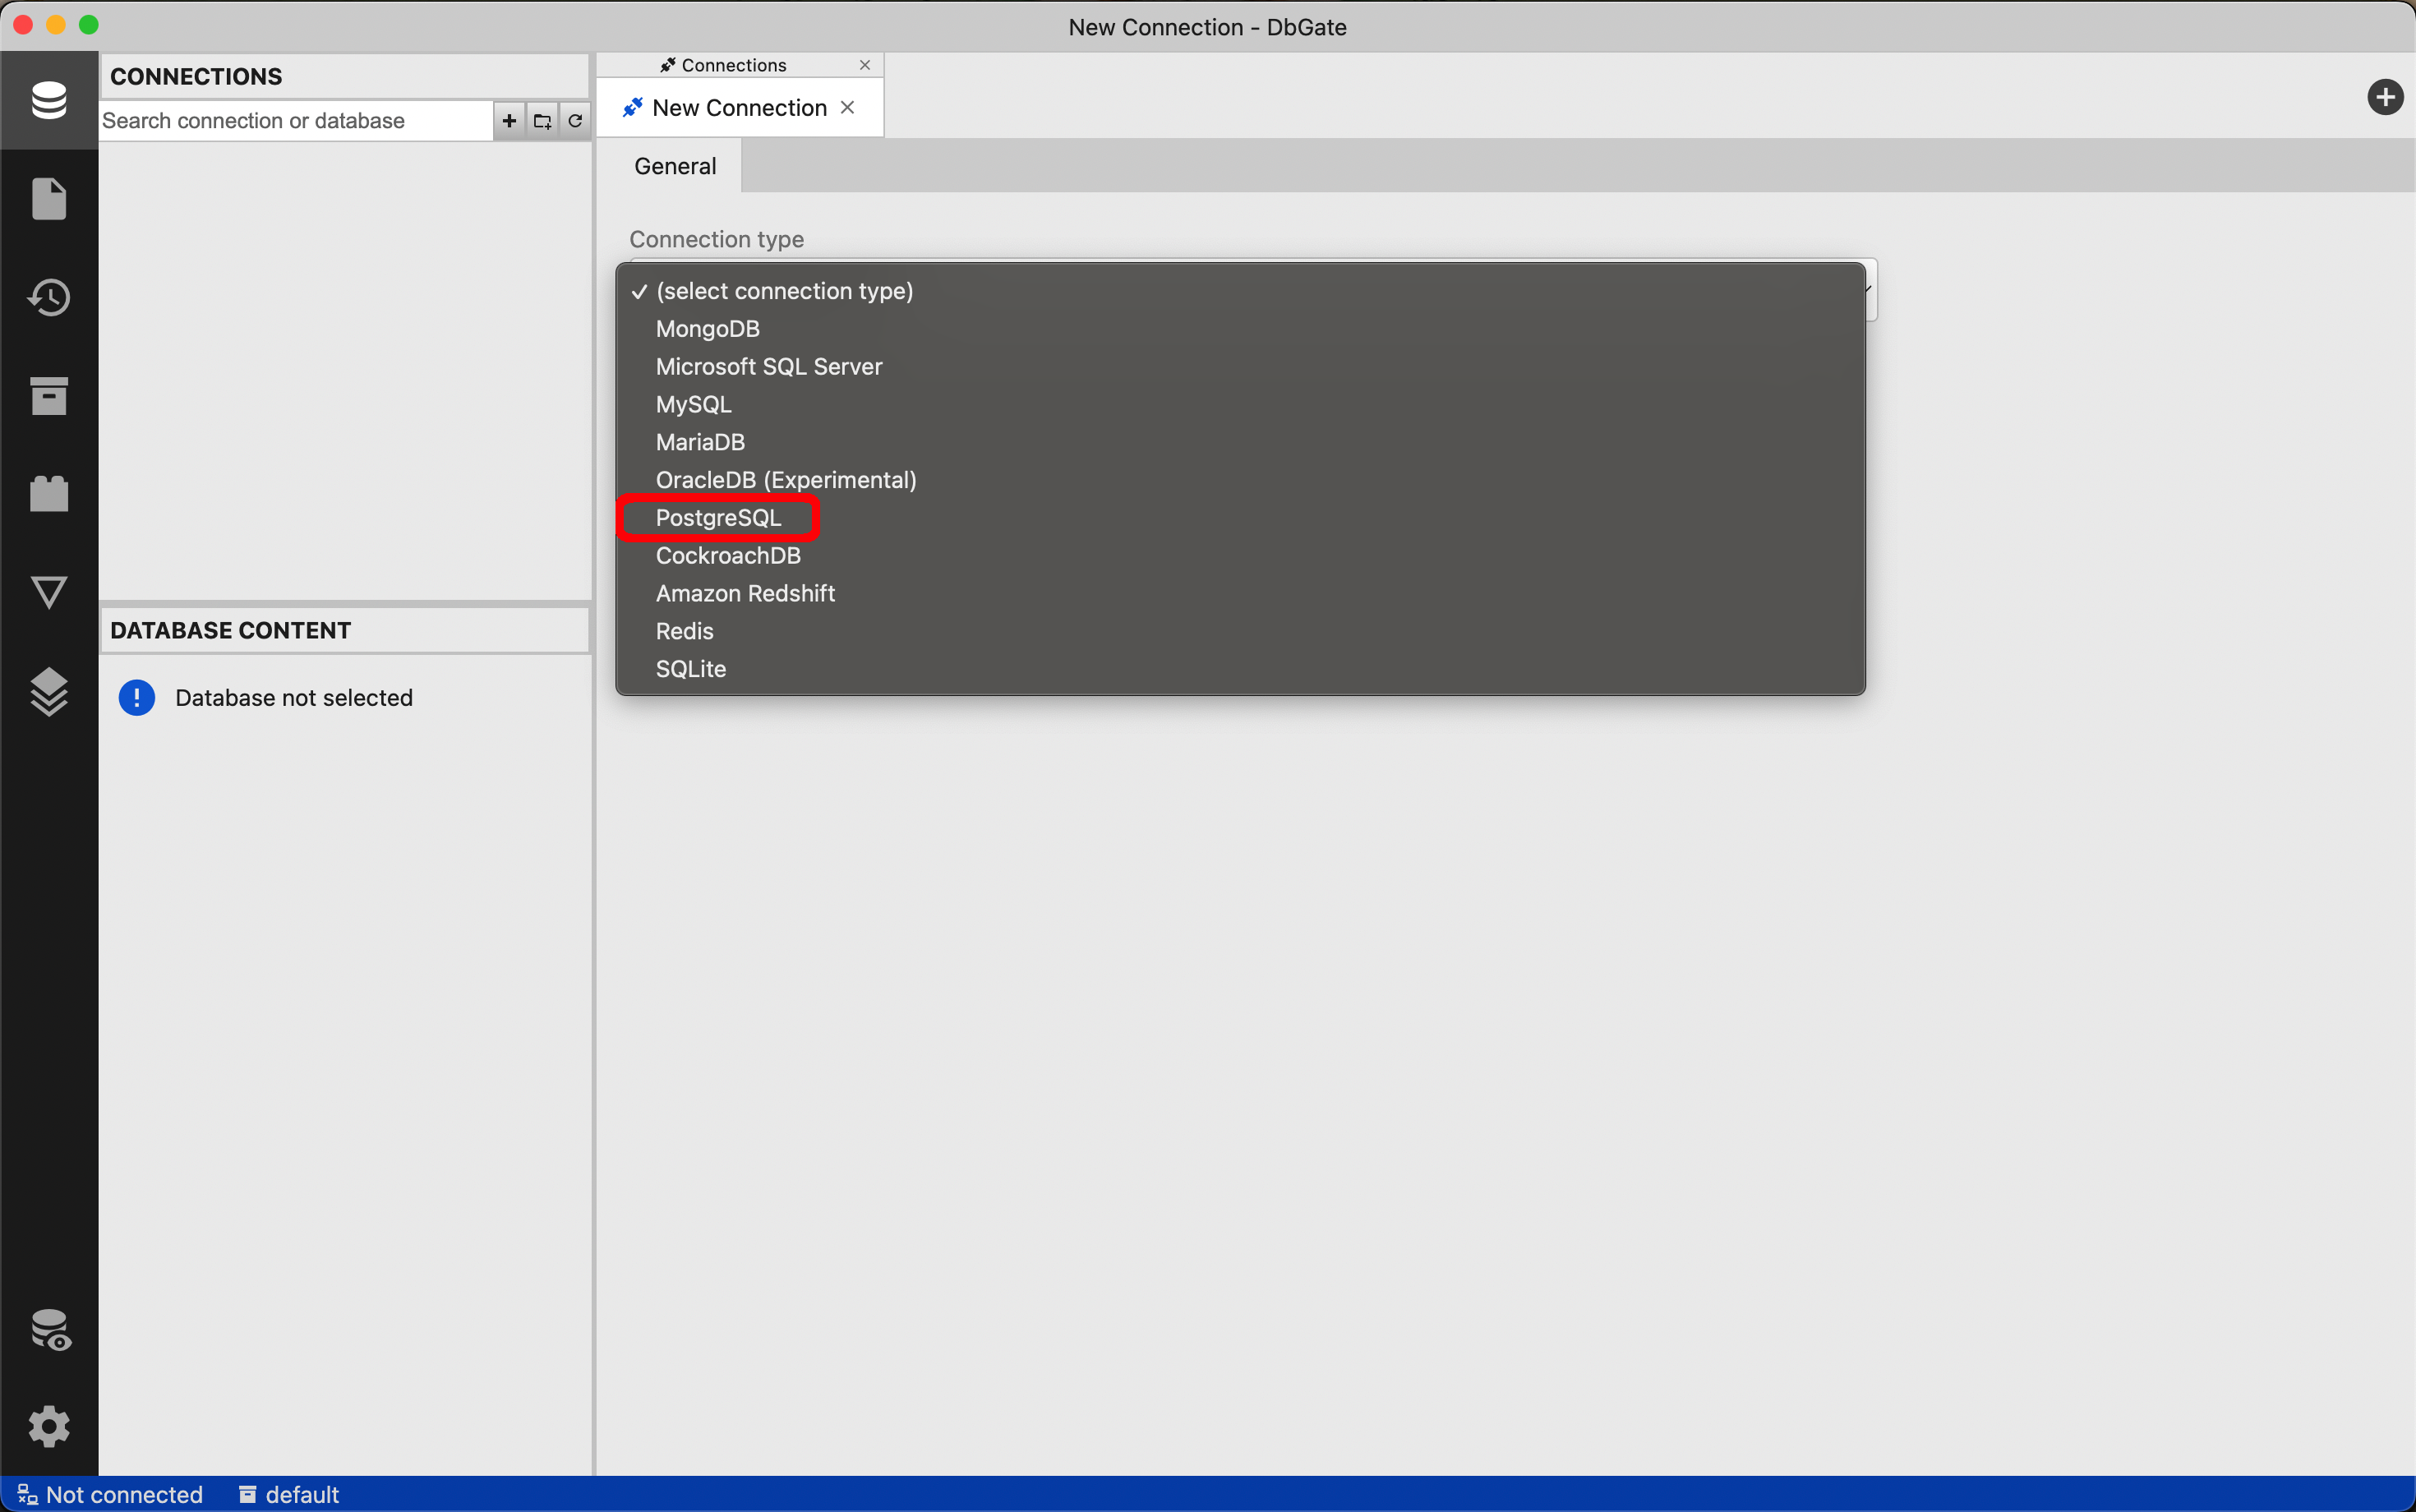 New Connection - DbGate
CONNECTIONS
Search connection or database
Connections
New Connection
General
Connection type
(select connection type)
MongoDB
Microsoft SQL Server
MySQL
MariaDB
OracleDB (Experimental)
PostgreSQL
CockroachDB
Amazon Redshift
Redis
SQLite
DATABASE CONTENT
Database not selected
Not connected
default